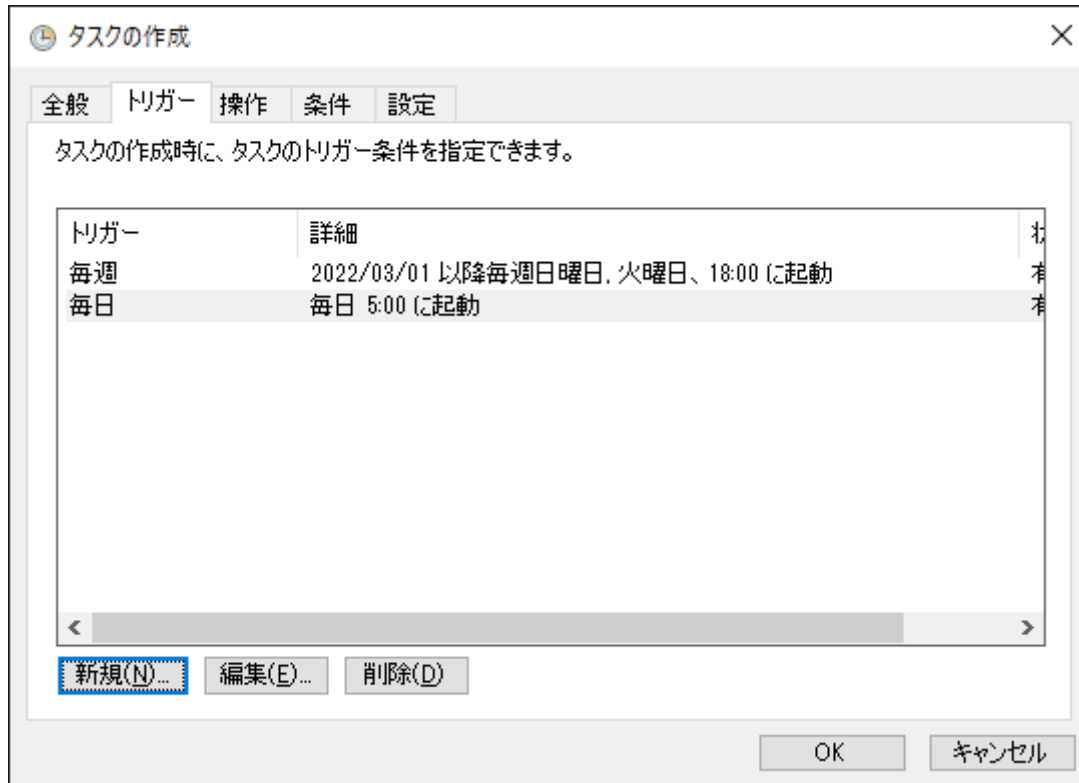 タスクの作成
全般 トリガー 操作 条件 設定
タスクの作成時に、タスクのトリガー条件を指定できます。
トリガー 詳細
毎週 2022/03/01 以降毎週日曜日, 火曜日、18:00 に起動
毎日 毎日 5:00 に起動
新規(N)... 編集(E)... 削除(D)
OK キャンセル